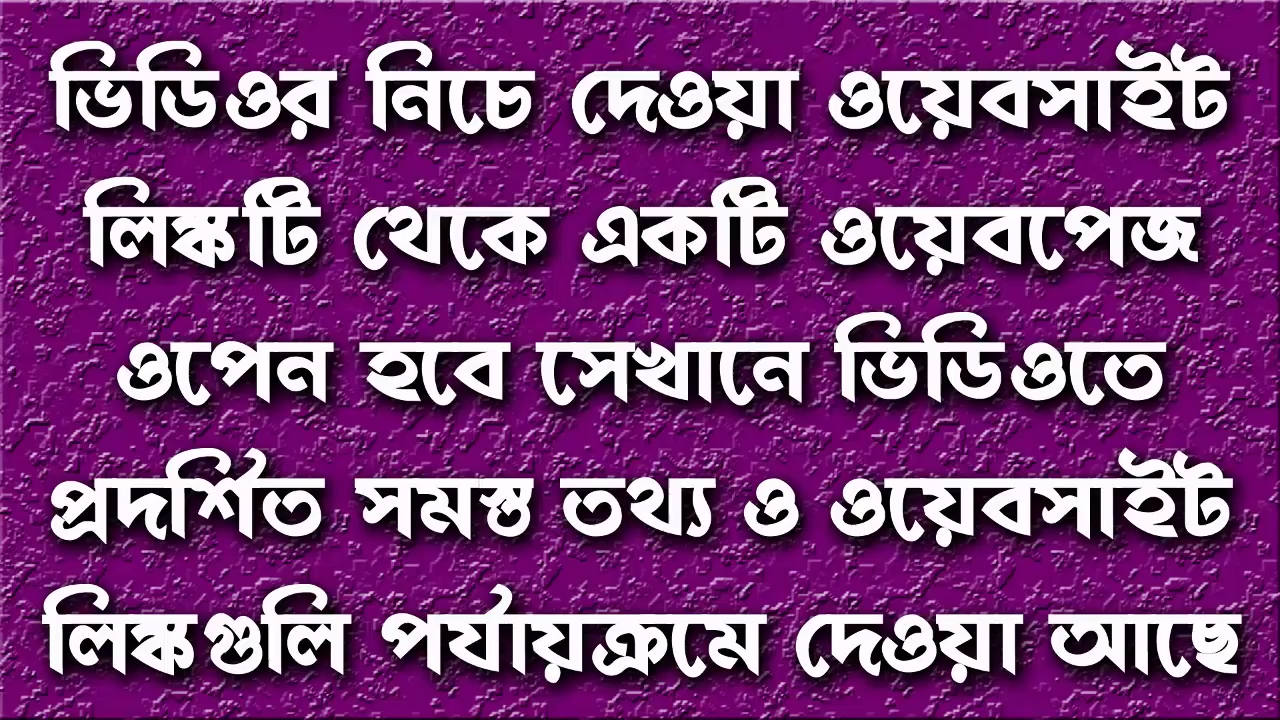 ভিডিওর নিচে দেওয়া ওয়েবসাইট
লিঙ্কটি থেকে একটি ওয়েবপেজ
ওপেন হবে সেখানে ভিডিওতে
প্রদর্শিত সমস্ত তথ্য ও ওয়েবসাইট
লিঙ্কগুলি পর্যায়ক্রমে দেওয়া আছে